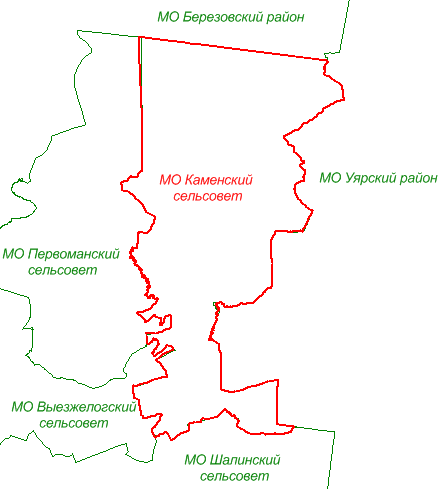 МО Березовский район
МО Каменский
сельсовет
МО Уярский район
МО Первоманский
сельсовет
МО Выезжелогский
сельсовет
МО Шалинский
сельсовет